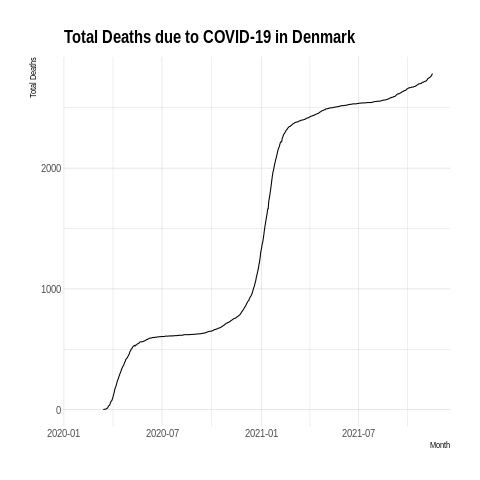 Total Deaths due to COVID-19 in Denmark
Total Deaths
2000
1000
0
2020-01 2020-07 2021-01 2021-07
Month